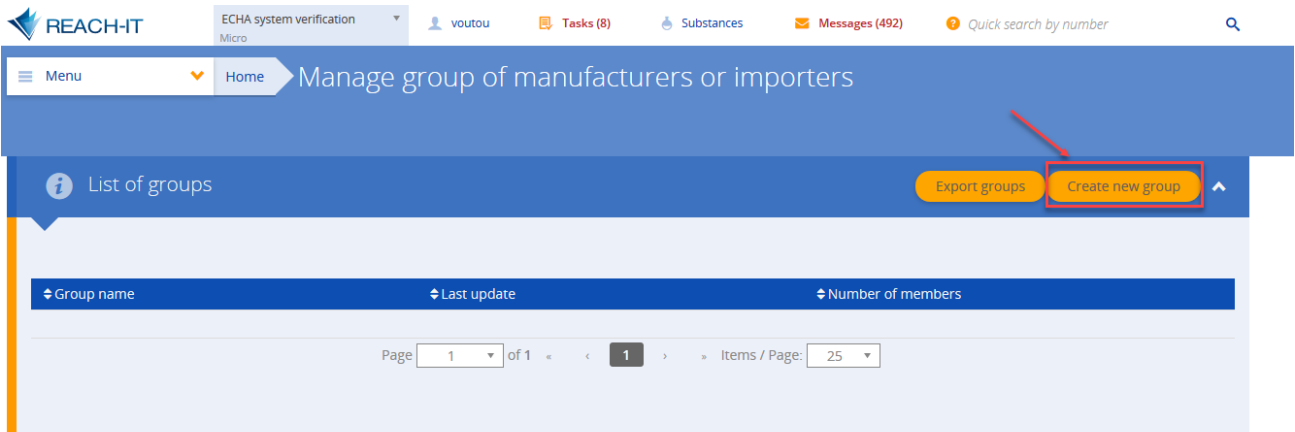 REACH-IT
ECHA system verification
Micro
voutou
Tasks (8)
Substances
Messages (492)
Quick search by number
Menu
Home
Manage group of manufacturers or importers
List of groups
Export groups
Create new group
Group name
Last update
Number of members
Page 1 of 1 « ‹ 1 › » Items / Page: 25